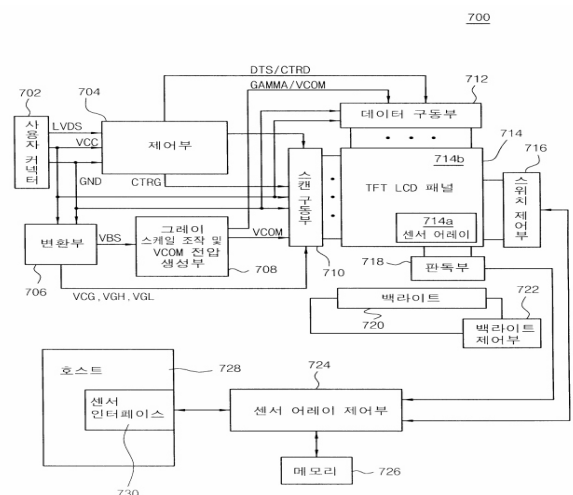 700
DTS/CTRD
GAMMA/VCOM
702
704
712
LVDS
VCC
GND
CTRG
사용자 커넥터
제어부
데이터 구동부
714
714b
716
스캔 구동부
TFT LCD 패널
스위치 제어부
714a
센서 어레이
변환부
VBS
그레이
스케일 조작 및
VCOM 전압
생성부
VCOM
706
708
710
718
판독부
VCG, VGH, VGL
백라이트
720
722
백라이트
제어부
728
724
호스트
센서
인터페이스
센서 어레이 제어부
메모리
726
730